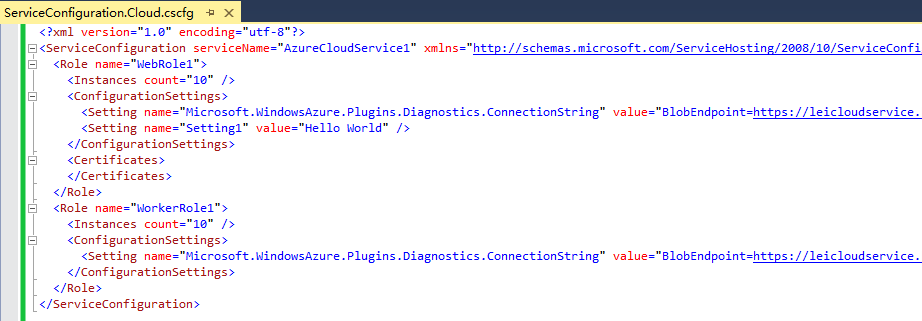 ServiceConfiguration.Cloud.cscfg
<?xml version="1.0" encoding="utf-8"?>
<ServiceConfiguration serviceName="AzureCloudService1" xmlns="http://schemas.microsoft.com/ServiceHosting/2008/10/ServiceConfi
<Role name="WebRole1">
<Instances count="10" />
<ConfigurationSettings>
<Setting name="Microsoft.WindowsAzure.Plugins.Diagnostics.ConnectionString" value="BlobEndpoint=https://leicloudservice.
<Setting name="Setting1" value="Hello World" />
</ConfigurationSettings>
<Certificates>
</Certificates>
</Role>
<Role name="WorkerRole1">
<Instances count="10" />
<ConfigurationSettings>
<Setting name="Microsoft.WindowsAzure.Plugins.Diagnostics.ConnectionString" value="BlobEndpoint=https://leicloudservice.
</ConfigurationSettings>
</Role>
</ServiceConfiguration>